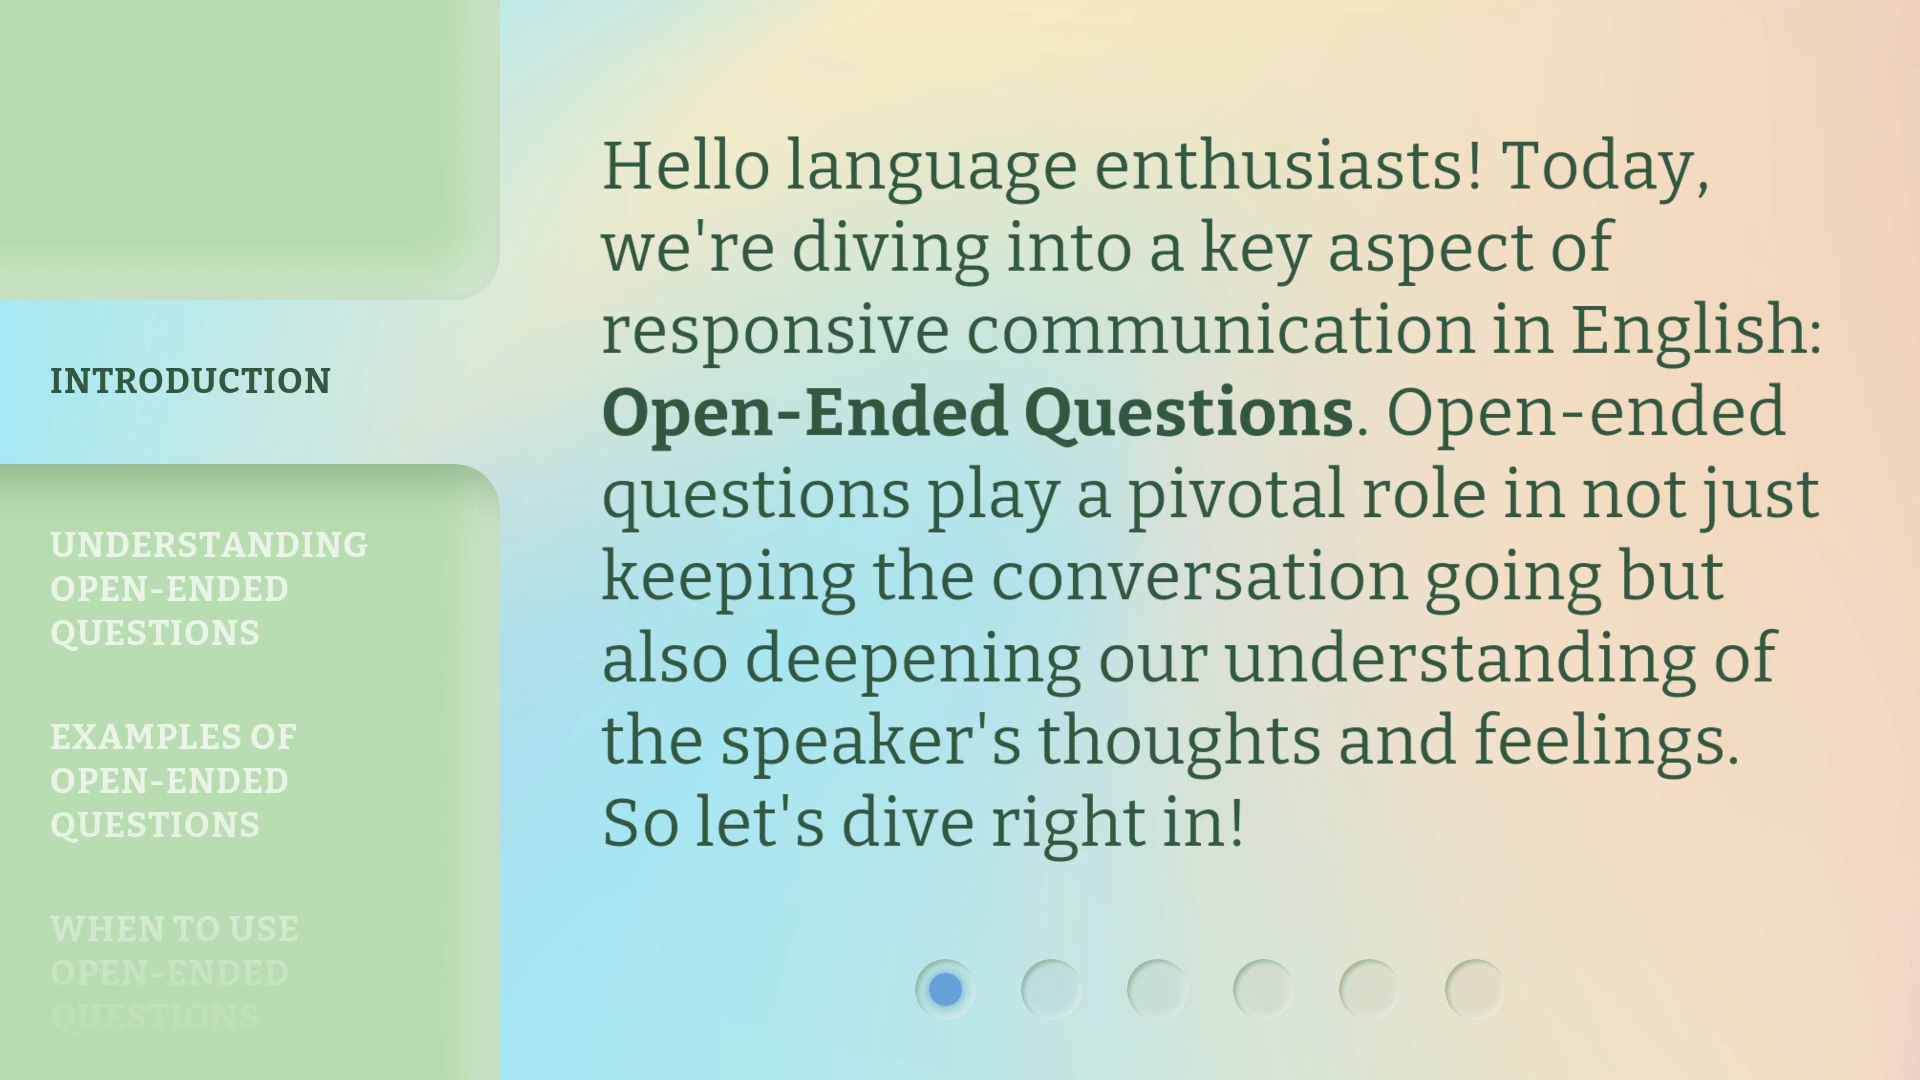 INTRODUCTION
UNDERSTANDING
OPEN-ENDED
QUESTIONS
EXAMPLES OF
OPEN-ENDED
QUESTIONS
WHEN TO USE
OPEN-ENDED
QUESTIONS
Hello language enthusiasts! Today,
we're diving into a key aspect of
responsive communication in English:
Open-Ended Questions. Open-ended
questions play a pivotal role in not just
keeping the conversation going but
also deepening our understanding of
the speaker's thoughts and feelings.
So let's dive right in!